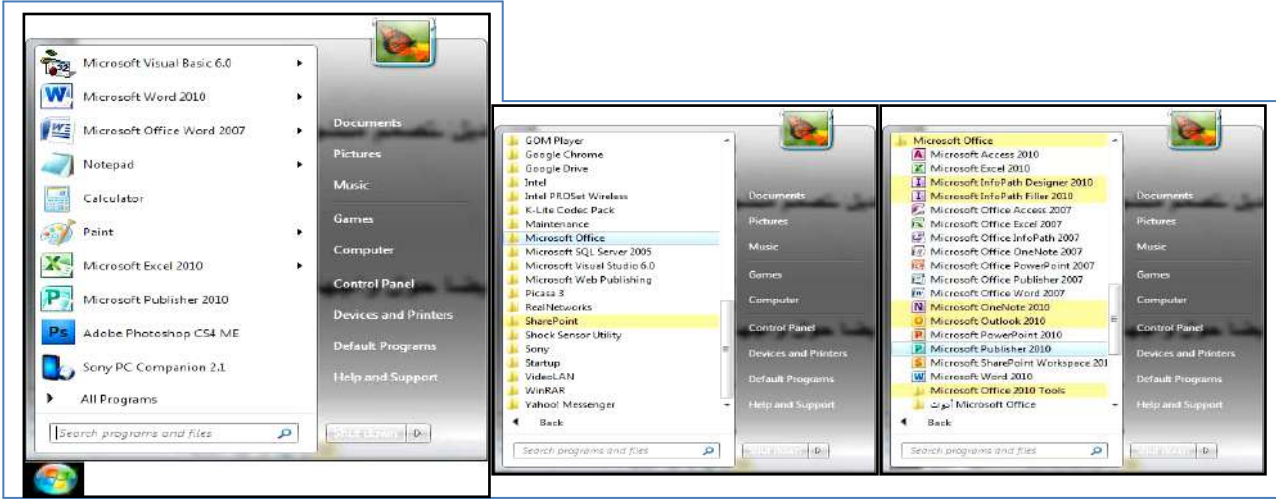 Microsoft Visual Basic 6.0
Microsoft Word 2010
Microsoft Office Word 2007
Notepad
Calculator
Paint
Microsoft Excel 2010
Microsoft Publisher 2010
Adobe Photoshop CS4 ME
Sony PC Companion 2.1
All Programs
Search programs and files
Documents
Pictures
Music
Games
Computer
Control Panel
Devices and Printers
Default Programs
Help and Support
GOM Player
Google Chrome
Google Drive
Intel
Intel PROSet Wireless
K-Lite Codec Pack
Maintenance
Microsoft Office
Microsoft SQL Server 2005
Microsoft Visual Studio 6.0
Microsoft Web Publishing
Picasa 3
RealNetworks
SharePoint
Shock Sensor Utility
Sony
Startup
VideoLAN
WinRAR
Yahoo! Messenger
Back
Search programs and files
Documents
Pictures
Music
Games
Computer
Control Panel
Devices and Printers
Default Programs
Help and Support
Microsoft Office
Microsoft Access 2010
Microsoft Excel 2010
Microsoft InfoPath Designer 2010
Microsoft InfoPath Filler 2010
Microsoft Office Access 2007
Microsoft Office Excel 2007
Microsoft Office InfoPath 2007
Microsoft Office OneNote 2007
Microsoft Office PowerPoint 2007
Microsoft Office Publisher 2007
Microsoft Office Word 2007
Microsoft OneNote 2010
Microsoft Outlook 2010
Microsoft PowerPoint 2010
Microsoft Publisher 2010
Microsoft SharePoint Workspace 201
Microsoft Word 2010
Microsoft Office 2010 Tools
أدوات Microsoft Office
Back
Search programs and files
Documents
Pictures
Music
Games
Computer
Control Panel
Devices and Printers
Default Programs
Help and Support